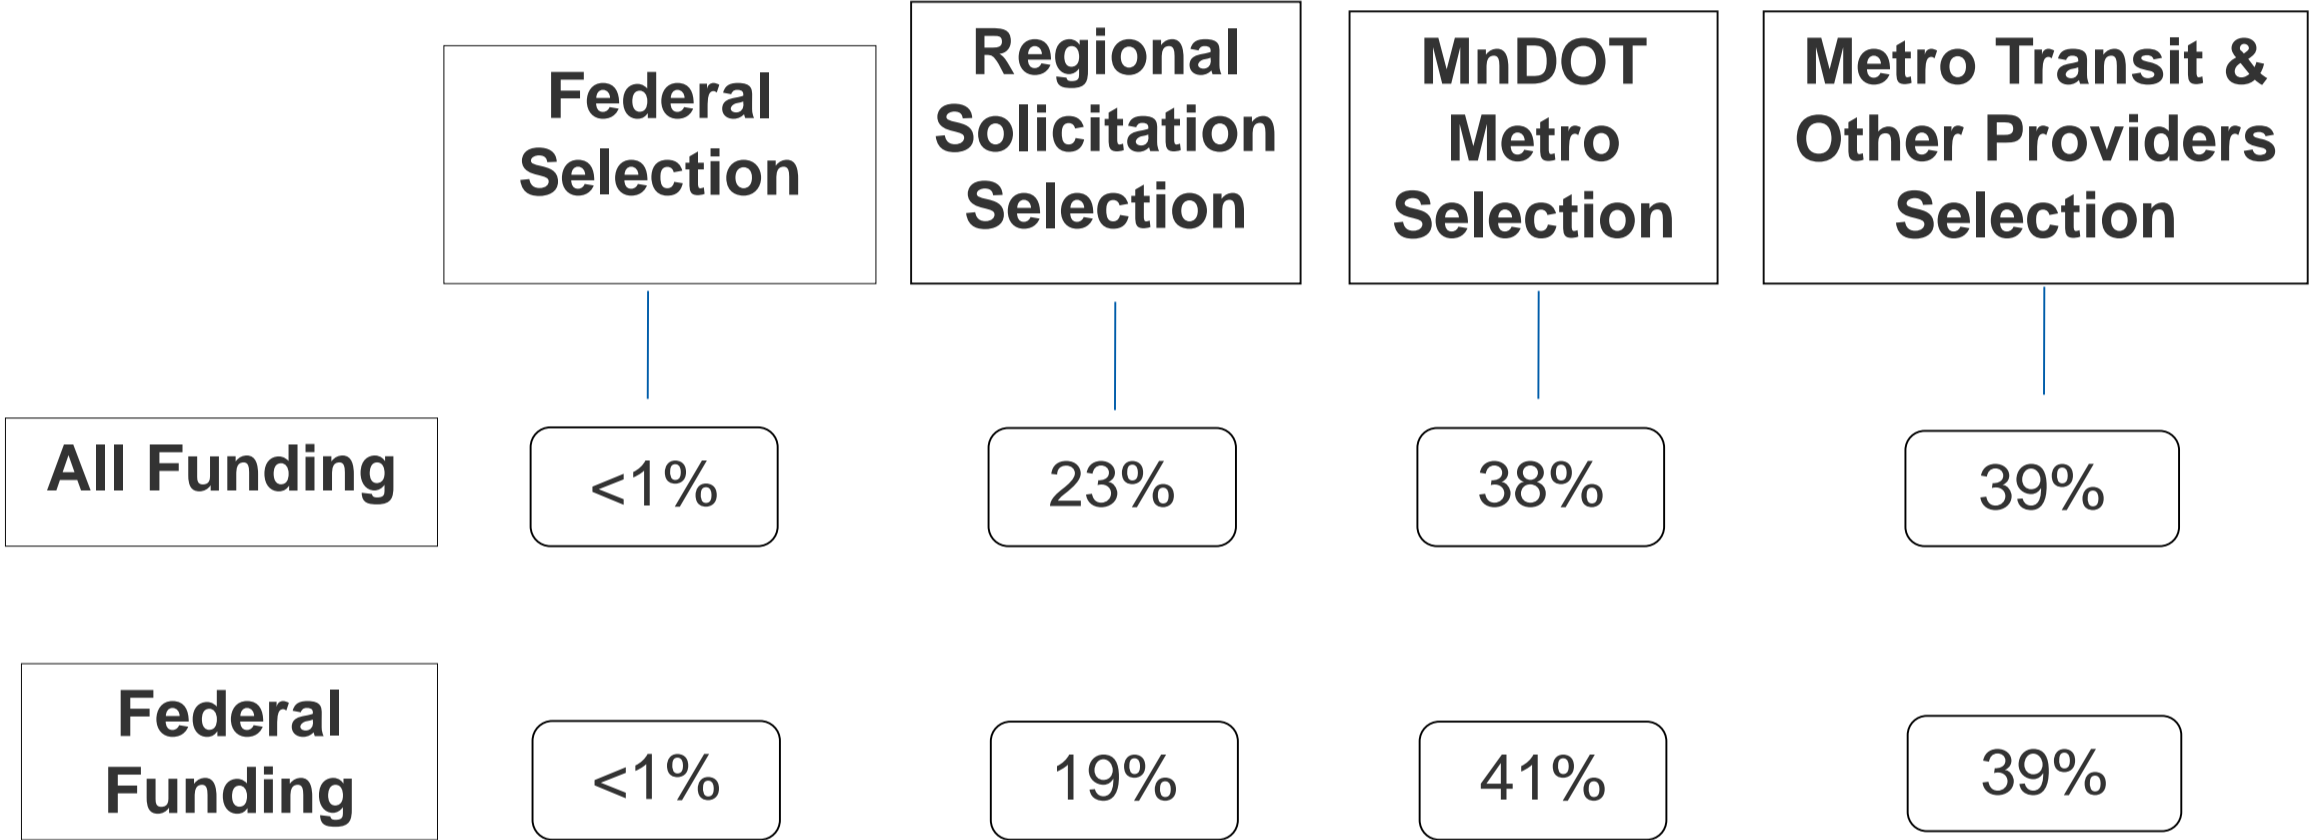 Federal
Selection
Regional
Solicitation
Selection
MnDOT
Metro
Selection
Metro Transit &
Other Providers
Selection
All Funding
<1%
23%
38%
39%
Federal
Funding
<1%
19%
41%
39%